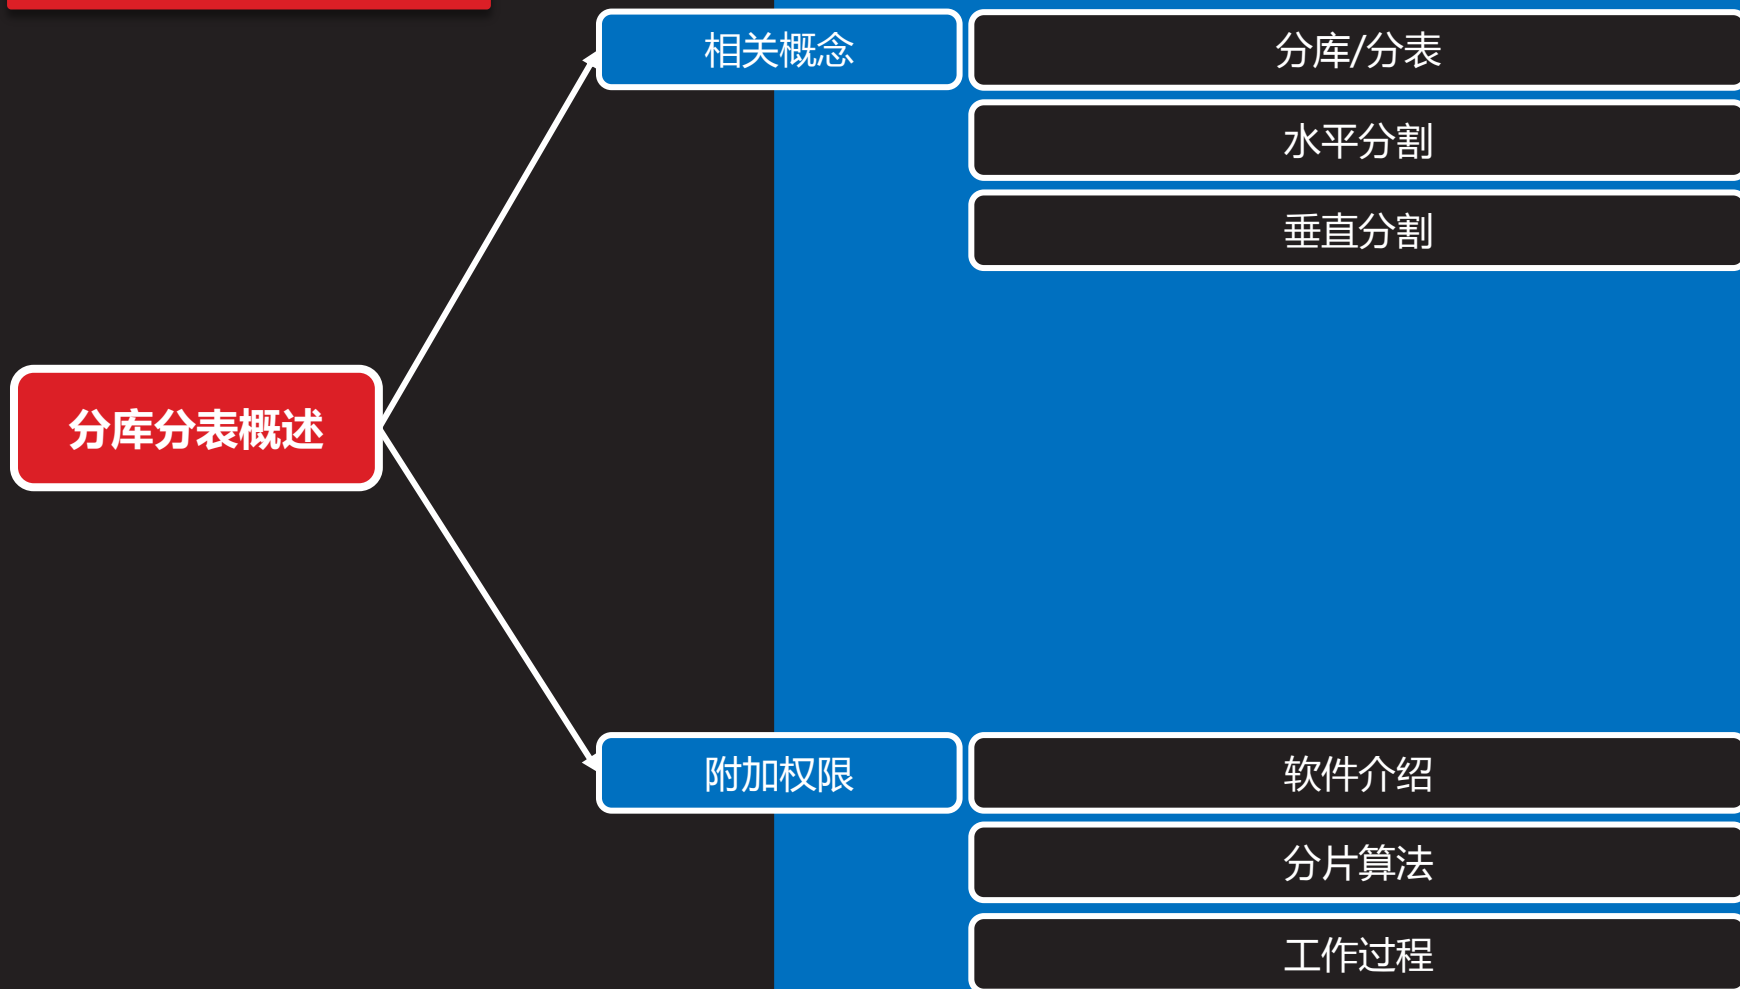 相关概念
分库/分表
水平分割
垂直分割
分库分表概述
附加权限
软件介绍
分片算法
工作过程